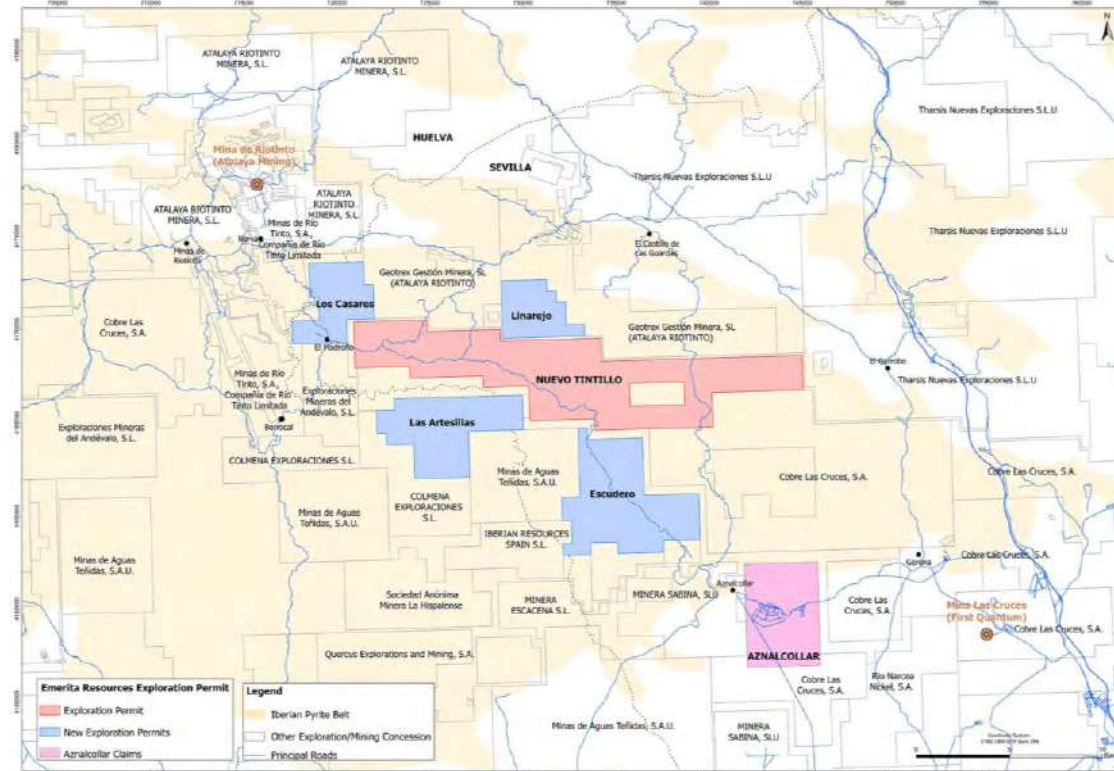 ATALAYA RIOTINTO
MINERA, S.L.
ATALAYA RIOTINTO
MINERA, S.L.
Tharsis Nuevas Exploraciones S.L.U
HUELVA
Mina de Riotinto
(Atalaya Mining)
SEVILLA
Tharsis Nuevas Exploraciones S.L.U
ATALAYA
RIOTINTO
MINERA, S.L.
ATALAYA RIOTINTO
MINERA, S.L.
Minas de Río
Tinto, S.A.,
Compañía de Río
Tinto Limitada
Nerva
Minas de
Riotinto
El Castillo de
Las Guardas
Tharsis Nuevas Exploraciones S.L.U
Geotrex Gestión Minera, SL
(ATALAYA RIOTINTO)
Los Casares
Linarejo
Cobre Las
Cruces, S.A.
Geotrex Gestión Minera, SL
(ATALAYA RIOTINTO)
El Madroño
El Garrobo
NUEVO TINTILLO
Tharsis Nuevas Exploraciones S.L.U
Minas de Río
Tinto, S.A.,
Compañía de Río
Tinto Limitada
Exploraciones
Mineras del
Andévalo, S.L.
Las Artesillas
Berrocal
Exploraciones Mineras
del Andévalo, S.L.
COLMENA EXPLORACIONES S.L.
Minas de Aguas
Teñidas, S.A.U.
Cobre Las Cruces, S.A.
Cobre Las Cruces, S.A.
Escudero
COLMENA
EXPLORACIONES
S.L.
Minas de Aguas
Teñidas, S.A.U.
IBERIAN RESOURCES
SPAIN S.L.
Minas de Aguas
Teñidas, S.A.U.
Gerena
Cobre Las Cruces, S.A.
Aznalcollar
Sociedad Anónima
Minera La Hispalense
MINERA
ESCACENA S.L.
MINERA SABINA, SLU
Cobre Las
Cruces, S.A.
Mina Las Cruces
(First Quantum)
Cobre Las Cruces, S.A.
Quercus Explorations and Mining, S.A.
AZNALCOLLAR
Cobre Las
Cruces, S.A.
Rio Narcea
Nickel, S.A.
Minas de Aguas Teñidas, S.A.U.
MINERA
SABINA, SLU
Emerita Resources Exploration Permit
Exploration Permit
New Exploration Permits
Aznalcollar Claims
Legend
Iberian Pyrite Belt
Other Exploration/Mining Concession
Principal Roads
N